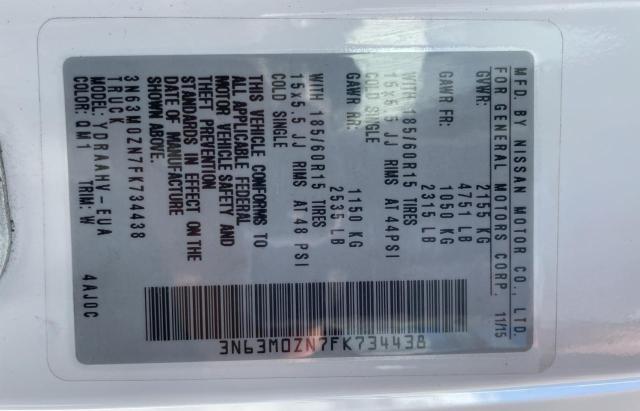 MFD. BY NISSAN MOTOR CO., LTD.
FOR GENERAL MOTORS CORP. 11/15
GVWR: 2155 KG
4751 LB
GAWR FR: 1050 KG
2315 LB
WITH 185/60R15 TIRES
15X5.5 JJ RIMS AT 44PSI
COLD SINGLE
GAWR RR: 1150 KG
2535 LB
WITH 185/60R15 TIRES
15X5.5 JJ RIMS AT 48 PSI
COLD SINGLE
THIS VEHICLE CONFORMS TO
ALL APPLICABLE FEDERAL
MOTOR VEHICLE SAFETY AND
THEFT PREVENTION
STANDARDS IN EFFECT ON THE
DATE OF MANUFACTURE
SHOWN ABOVE.
3N63M0ZN7FK734438
TRUCK
MODEL: YDRAAHV-EUA
COLOR: QM1 TRIM: W 4AJ0C
3N63M0ZN7FK734438